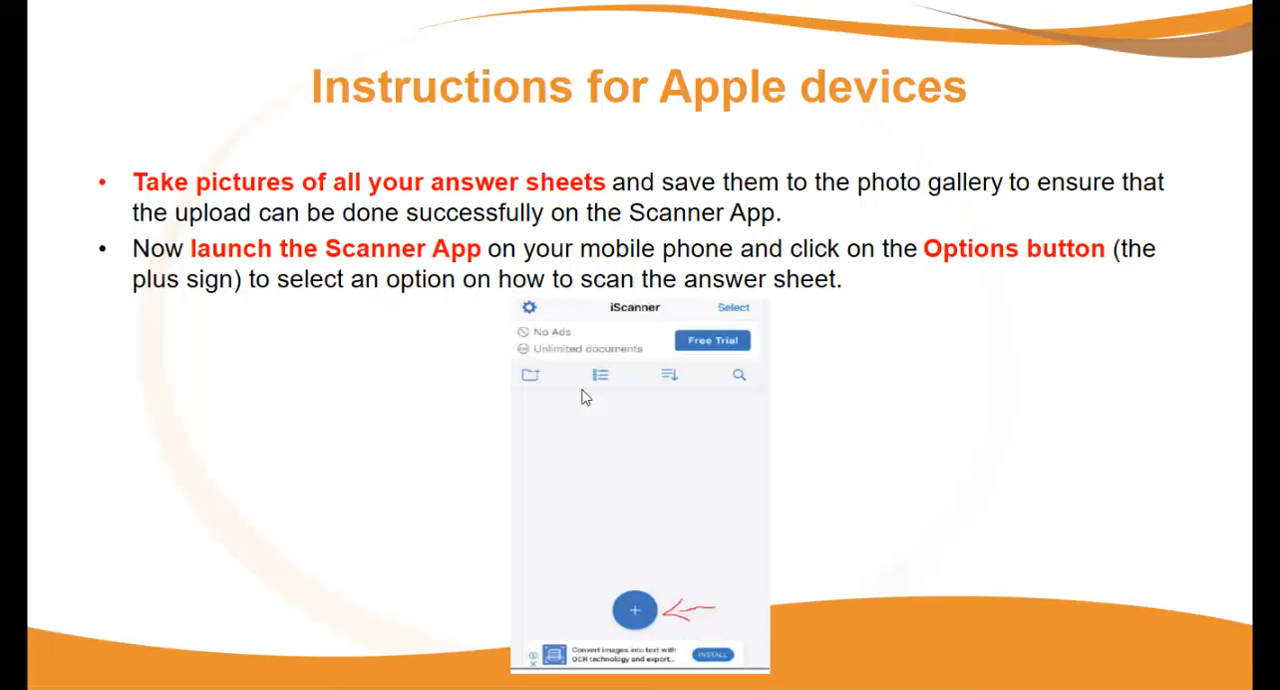 Instructions for Apple devices
• Take pictures of all your answer sheets and save them to the photo gallery to ensure that
the upload can be done successfully on the Scanner App.
• Now launch the Scanner App on your mobile phone and click on the Options button (the
plus sign) to select an option on how to scan the answer sheet.
iScanner Select
No Ads
Unlimited documents
Free Trial
+
Convert images into text with
OCR technology and export...
INSTALL